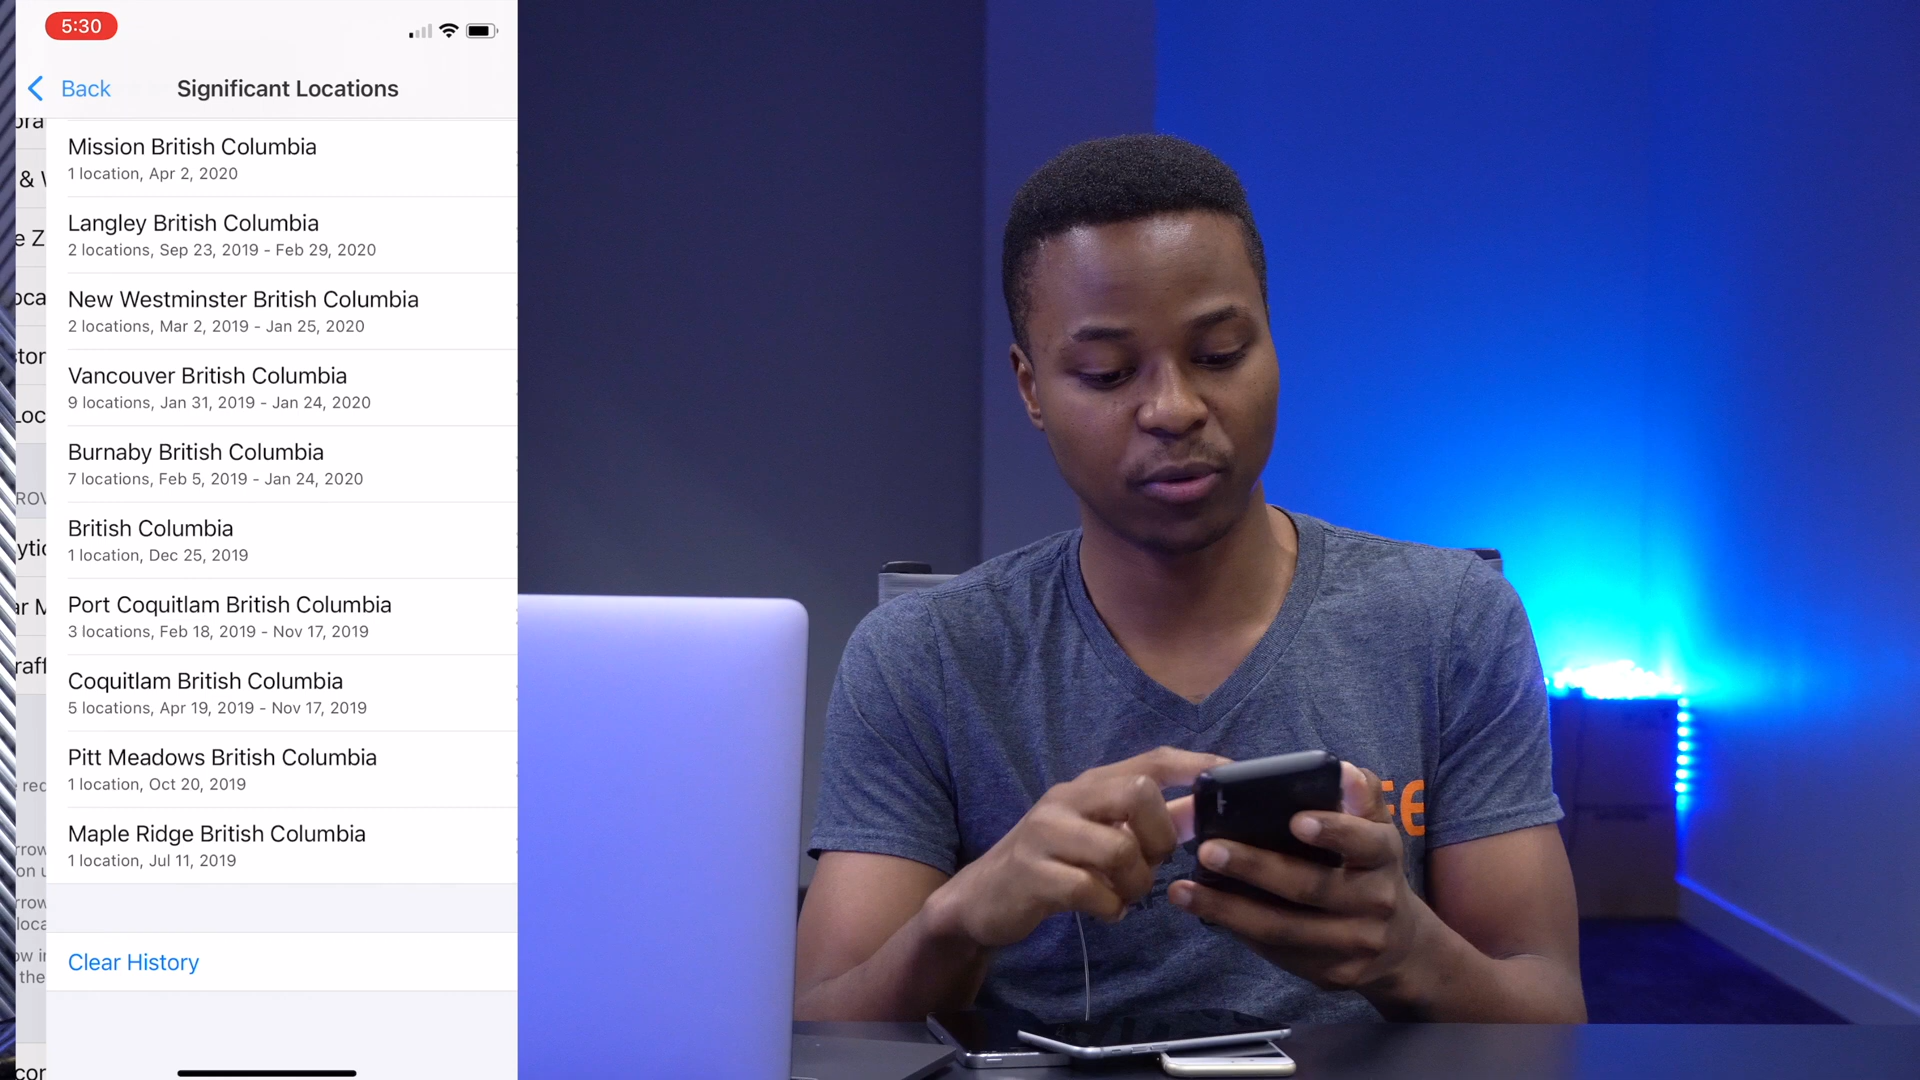 5:30
Back
Significant Locations
Mission British Columbia
1 location, Apr 2, 2020
Langley British Columbia
2 locations, Sep 23, 2019 - Feb 29, 2020
New Westminster British Columbia
2 locations, Mar 2, 2019 - Jan 25, 2020
Vancouver British Columbia
9 locations, Jan 31, 2019 - Jan 24, 2020
Burnaby British Columbia
7 locations, Feb 5, 2019 - Jan 24, 2020
British Columbia
1 location, Dec 25, 2019
Port Coquitlam British Columbia
3 locations, Feb 18, 2019 - Nov 17, 2019
Coquitlam British Columbia
5 locations, Apr 19, 2019 - Nov 17, 2019
Pitt Meadows British Columbia
1 location, Oct 20, 2019
Maple Ridge British Columbia
1 location, Jul 11, 2019
Clear History